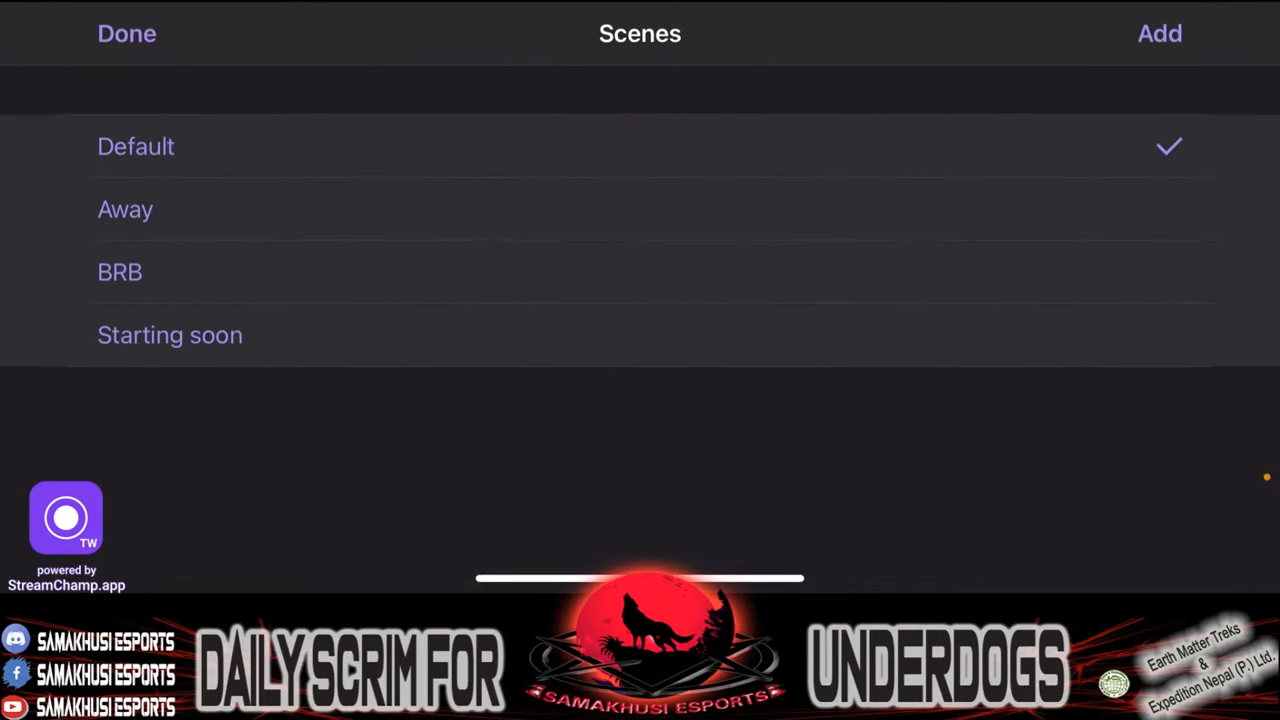 Done
Scenes
Add
Default
Away
BRB
Starting soon
TW
powered by
StreamChamp.app
SAMAKHUSI ESPORTS
SAMAKHUSI ESPORTS
SAMAKHUSI ESPORTS
DAILY SCRIM FOR
SAMAKHUSI ESPORTS
UNDERDOGS
Earth Matter Treks
&
Expedition Nepal (P.) Ltd.